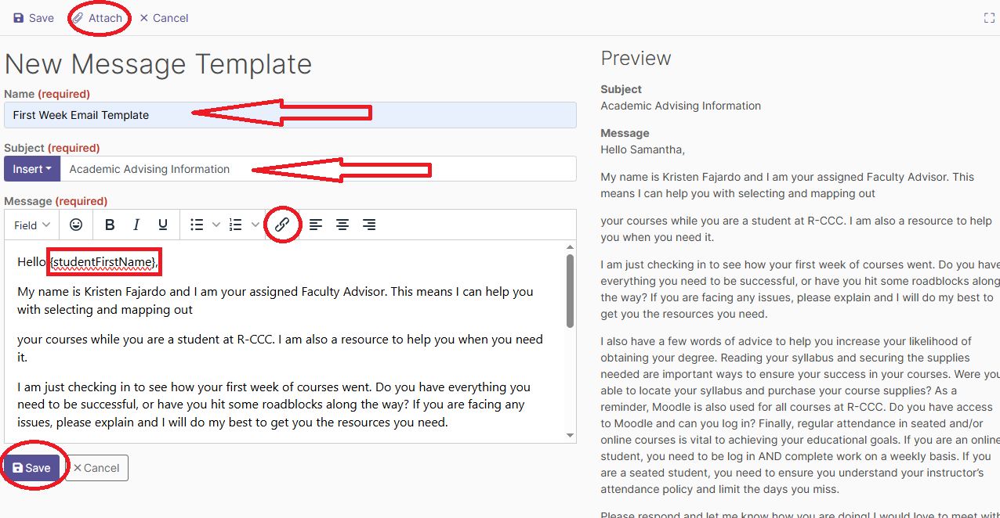 Save Attach Cancel
New Message Template
Name (required)
First Week Email Template
Subject (required)
Insert Academic Advising Information
Message (required)
Field B I U
Hello {studentFirstName},
My name is Kristen Fajardo and I am your assigned Faculty Advisor. This means I can help you
with selecting and mapping out
your courses while you are a student at R-CCC. I am also a resource to help you when you need
it.
I am just checking in to see how your first week of courses went. Do you have everything you
need to be successful, or have you hit some roadblocks along the way? If you are facing any
issues, please explain and I will do my best to get you the resources you need.
Save Cancel
Preview
Subject
Academic Advising Information
Message
Hello Samantha,
My name is Kristen Fajardo and I am your assigned Faculty Advisor. This
means I can help you with selecting and mapping out
your courses while you are a student at R-CCC. I am also a resource to help
you when you need it.
I am just checking in to see how your first week of courses went. Do you have
everything you need to be successful, or have you hit some roadblocks along
the way? If you are facing any issues, please explain and I will do my best to
get you the resources you need.
I also have a few words of advice to help you increase your likelihood of
obtaining your degree. Reading your syllabus and securing the supplies
needed are important ways to ensure your success in your courses. Were you
able to locate your syllabus and purchase your course supplies? As a
reminder, Moodle is also used for all courses at R-CCC. Do you have access
to Moodle and can you log in? Finally, regular attendance in seated and/or
online courses is vital to achieving your educational goals. If you are an online
student, you need to be log in AND complete work on a weekly basis. If you
are a seated student, you need to ensure you understand your instructor's
attendance policy and limit the days you miss.
Please respond and let me know how you are doing! I would love to meet with